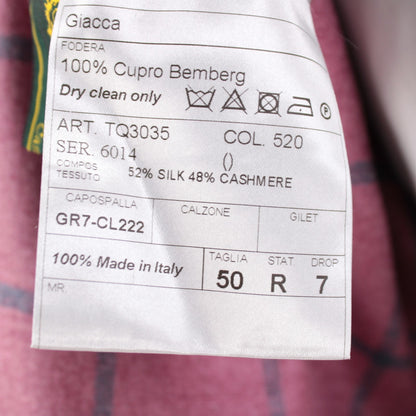 Giacca
FODERA
100% Cupro Bemberg
Dry clean only
P
ART. TQ3035 COL. 520
SER. 6014 ()
COMPOS
TESSUTO 52% SILK 48% CASHMERE
CAPOSPALLA CALZONE GILET
GR7-CL222
100% Made in Italy TAGLIA STAT DROP
50 R 7
MR.